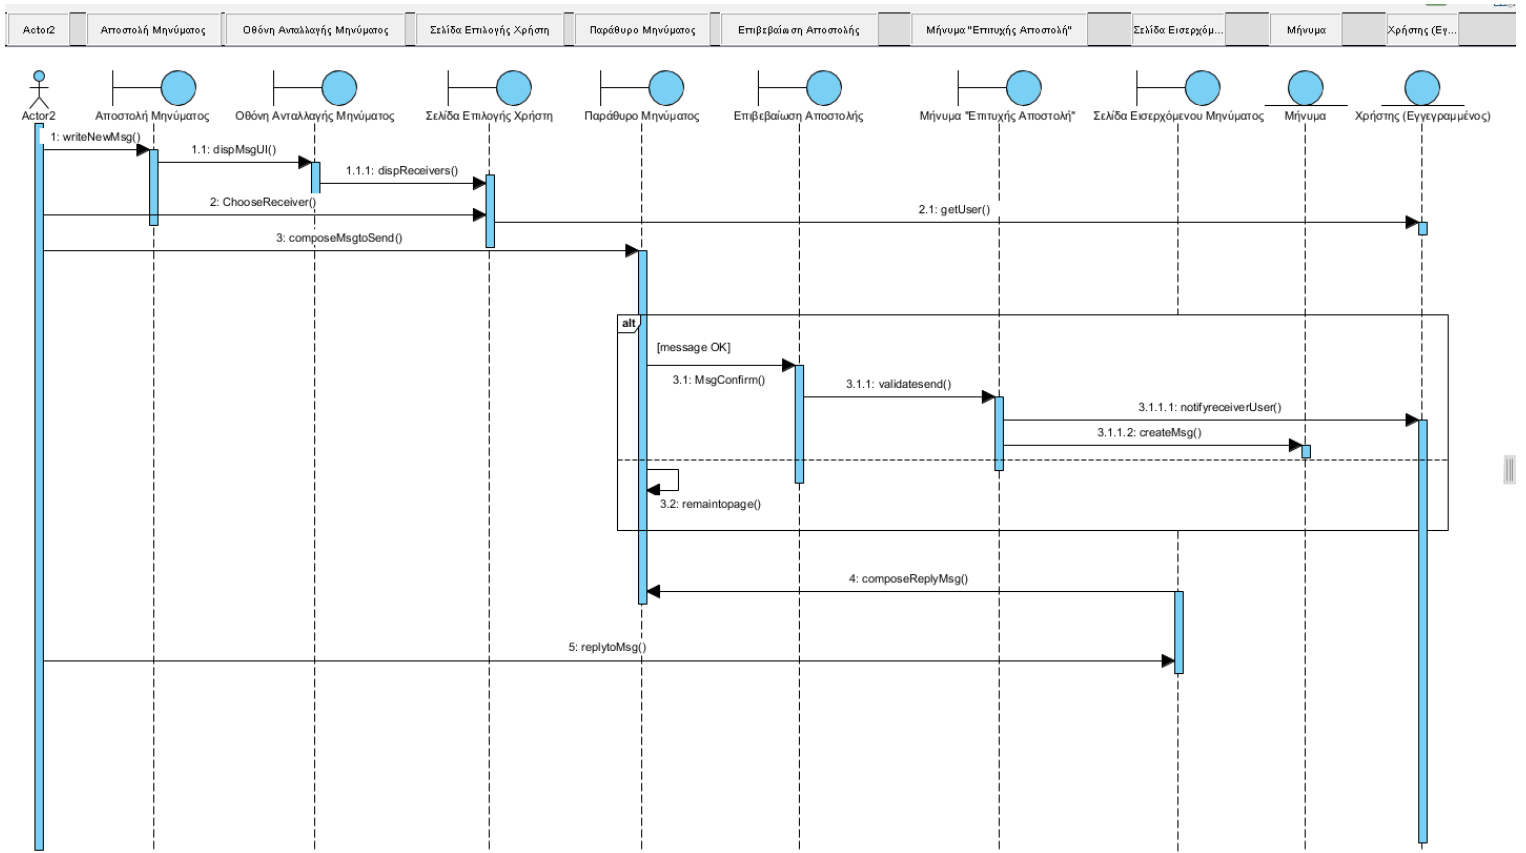 Actor2
Αποστολή Μηνύματος
Οθόνη Ανταλλαγής Μηνύματος
Σελίδα Επιλογής Χρήστη
Παράθυρο Μηνύματος
Επιβεβαίωση Αποστολής
Μήνυμα "Επιτυχής Αποστολή"
Σελίδα Εισερχόμ...
Μήνυμα
Χρήστης (Εγ...
Actor2
Αποστολή Μηνύματος
Οθόνη Ανταλλαγής Μηνύματος
Σελίδα Επιλογής Χρήστη
Παράθυρο Μηνύματος
Επιβεβαίωση Αποστολής
Μήνυμα "Επιτυχής Αποστολή"
Σελίδα Εισερχόμενου Μηνύματος
Μήνυμα
Χρήστης (Εγγεγραμμένος)
1: writeNewMsg()
1.1: dispMsgUI()
1.1.1: dispReceivers()
2: ChooseReceiver()
2.1: getUser()
3: composeMsgtoSend()
alt
[message OK]
3.1: MsgConfirm()
3.1.1: validatesend()
3.1.1.1: notifyreceiverUser()
3.1.1.2: createMsg()
3.2: remaintopage()
4: composeReplyMsg()
5: replytoMsg()